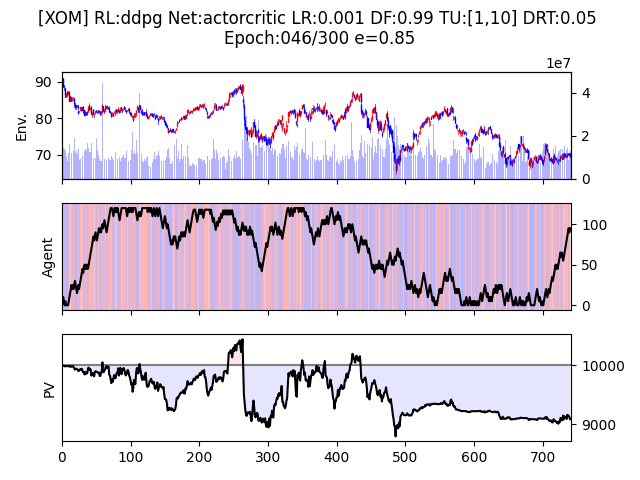 [XOM] RL:ddpg Net:actorcritic LR:0.001 DF:0.99 TU:[1,10] DRT:0.05
Epoch:046/300 e=0.85
1e7
90
80
70
Env.
4
2
0
Agent
100
50
0
PV
10000
9000
0 100 200 300 400 500 600 700